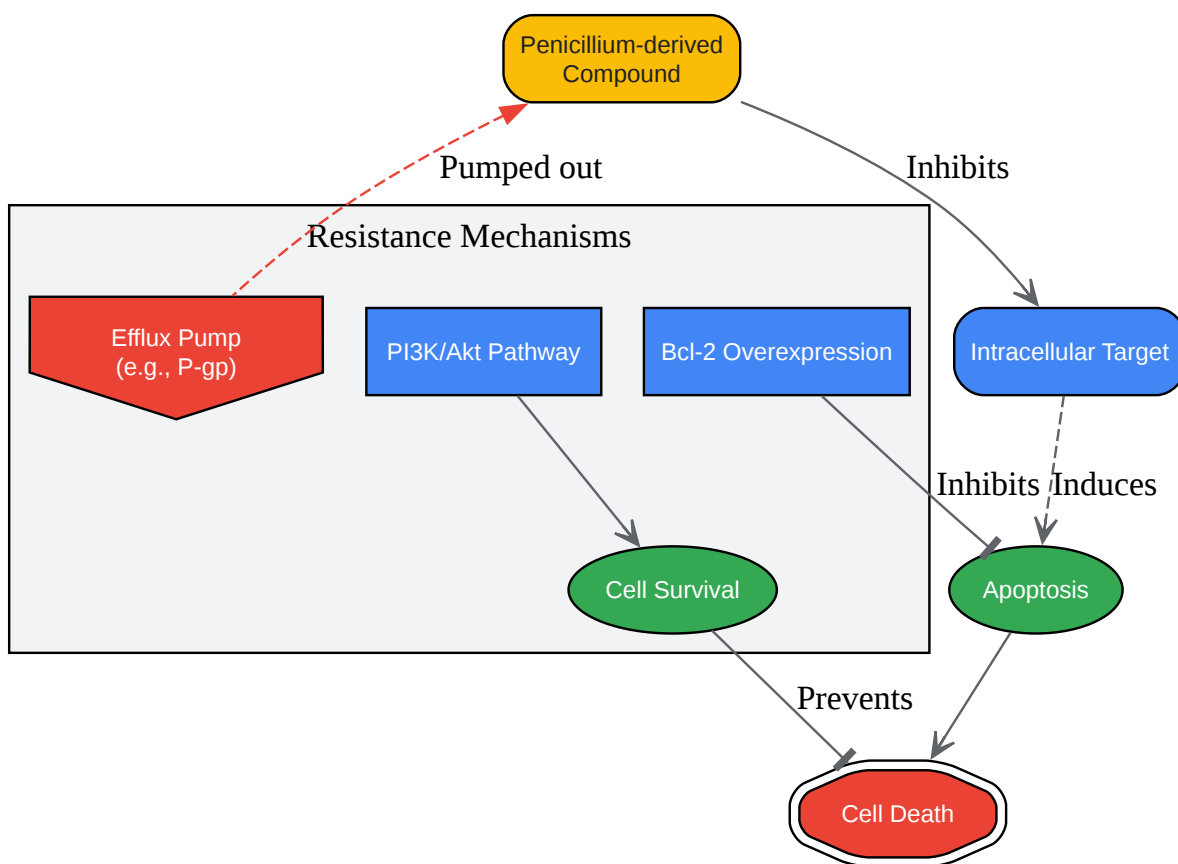 Penicillium-derived
Compound
Pumped out
Inhibits
Resistance Mechanisms
Efflux Pump
(e.g., P-gp)
PI3K/Akt Pathway
Bcl-2 Overexpression
Intracellular Target
Inhibits
Induces
Cell Survival
Apoptosis
Prevents
Cell Death